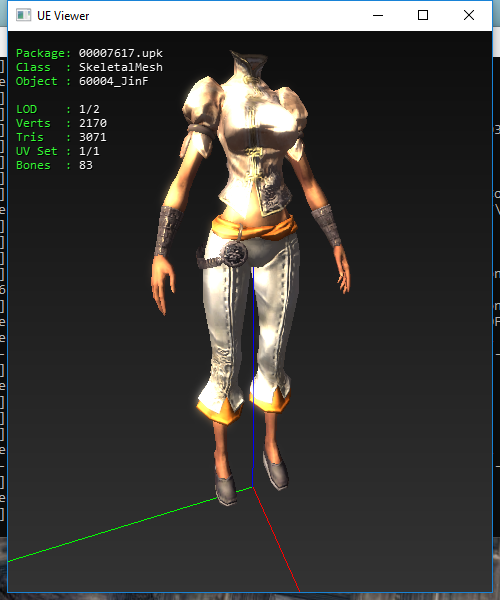 UE Viewer
Package: 00007617.upk
Class : SkeletalMesh
Object : 60004_JinF
LOD : 1/2
Verts : 2170
Tris : 3071
UV Set : 1/1
Bones : 83